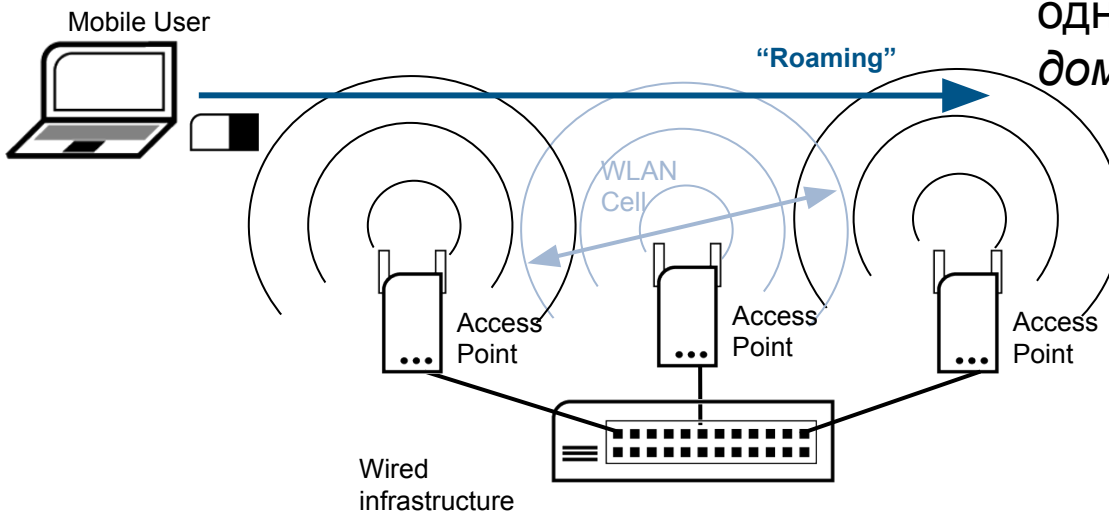 Mobile User
“Roaming”
WLAN
Cell
Access
Point
Access
Point
Access
Point
Wired
infrastructure